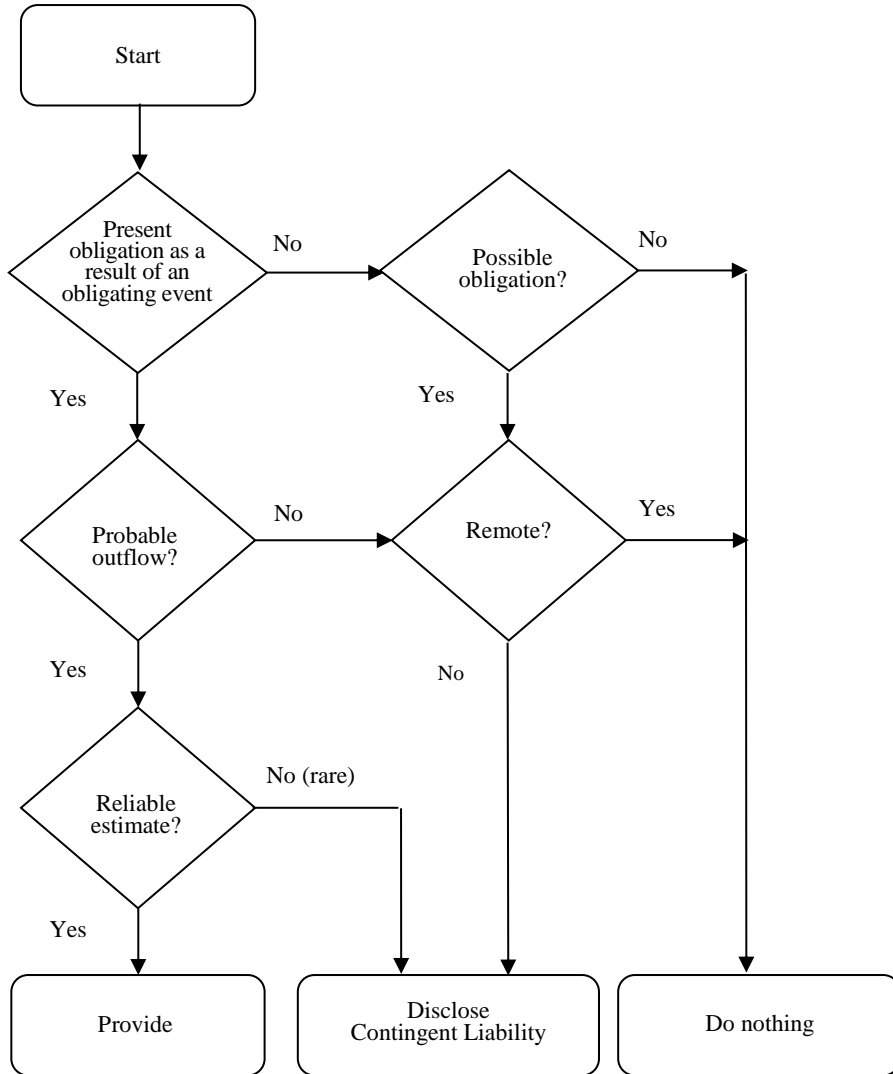 Start
Present
obligation as a
result of an
obligating event
No
Possible
obligation?
No
Yes
Yes
Probable
outflow?
No
Remote?
Yes
Yes
No
Reliable
estimate?
No (rare)
Yes
Provide
Disclose
Contingent Liability
Do nothing